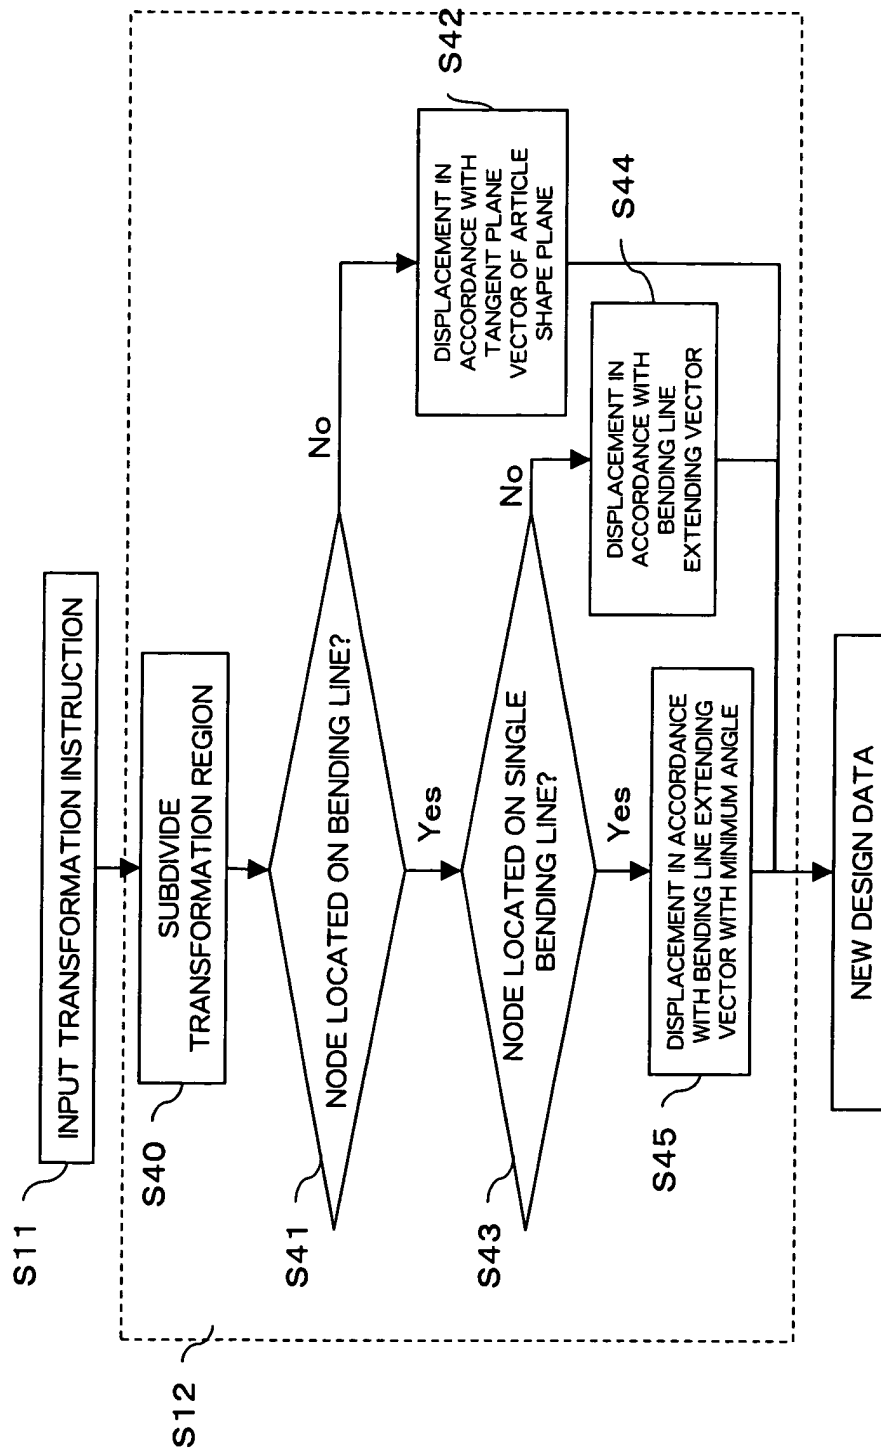 S11
INPUT TRANSFORMATION INSTRUCTION
S12
S40
SUBDIVIDE
TRANSFORMATION REGION
S41
NODE LOCATED ON BENDING LINE?
No
S42
DISPLACEMENT IN
ACCORDANCE WITH
TANGENT PLANE
VECTOR OF ARTICLE
SHAPE PLANE
Yes
S43
NODE LOCATED ON SINGLE
BENDING LINE?
No
S44
DISPLACEMENT IN
ACCORDANCE WITH
BENDING LINE
EXTENDING VECTOR
Yes
S45
DISPLACEMENT IN ACCORDANCE
WITH BENDING LINE EXTENDING
VECTOR WITH MINIMUM ANGLE
NEW DESIGN DATA